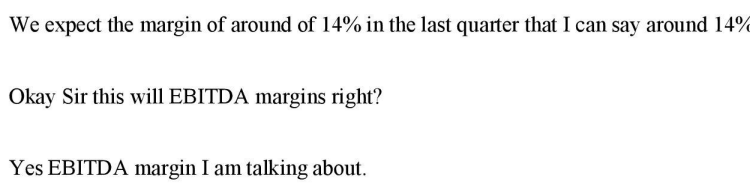 We expect the margin of around of 14% in the last quarter that I can say around 14%
Okay Sir this will EBITDA margins right?
Yes EBITDA margin I am talking about.